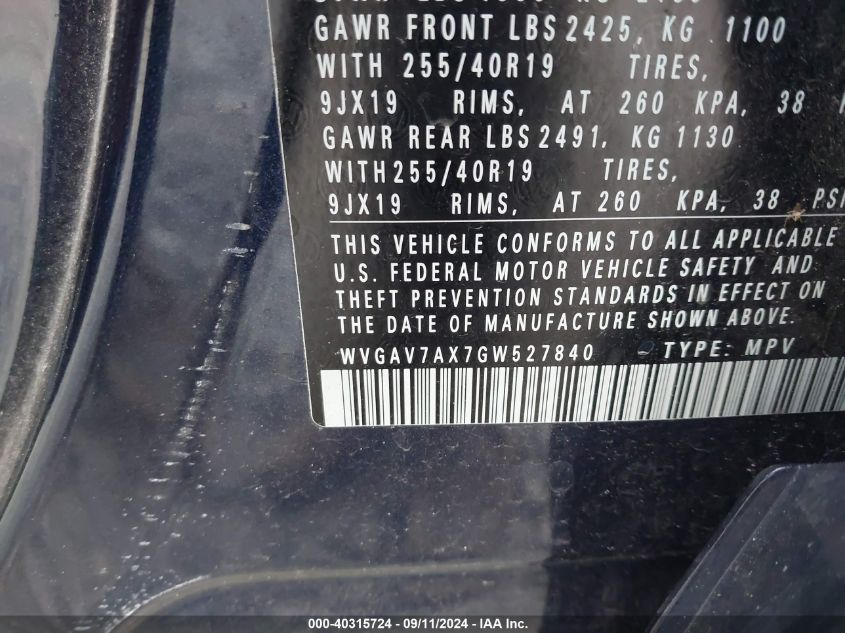 GAWR FRONT LBS 2425, KG 1100
WITH 255/40R19 TIRES,
9JX19 RIMS, AT 260 KPA, 38
GAWR REAR LBS 2491, KG 1130
WITH 255/40R19 TIRES,
9JX19 RIMS, AT 260 KPA, 38 PSI
THIS VEHICLE CONFORMS TO ALL APPLICABLE
U.S. FEDERAL MOTOR VEHICLE SAFETY AND
THEFT PREVENTION STANDARDS IN EFFECT ON
THE DATE OF MANUFACTURE SHOWN ABOVE.
WVGAV7AX7GW527840 TYPE: MPV
000-40315724 - 09/11/2024 - IAA Inc.